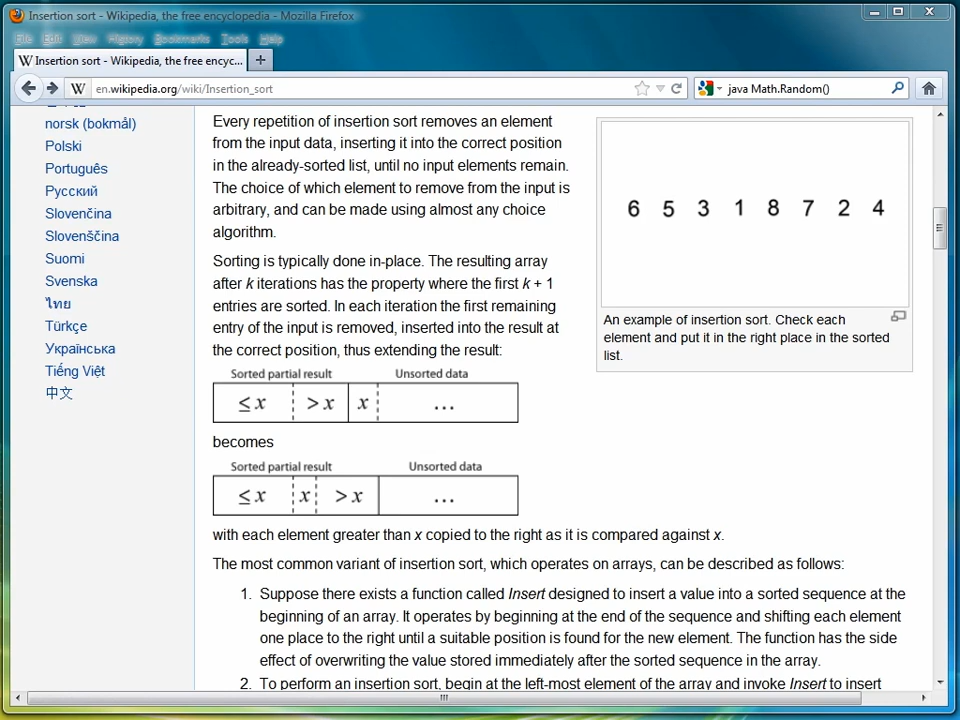 Insertion sort - Wikipedia, the free encyclopedia - Mozilla Firefox
File Edit View History Bookmarks Tools Help
W Insertion sort - Wikipedia, the free encyc... +
W en.wikipedia.org/wiki/Insertion_sort
java Math.Random()
norsk (bokmål)
Polski
Português
Русский
Slovenčina
Slovenščina
Suomi
Svenska
ไทย
Türkçe
Українська
Tiếng Việt
中文
Every repetition of insertion sort removes an element
from the input data, inserting it into the correct position
in the already-sorted list, until no input elements remain.
The choice of which element to remove from the input is
arbitrary, and can be made using almost any choice
algorithm.
Sorting is typically done in-place. The resulting array
after k iterations has the property where the first k + 1
entries are sorted. In each iteration the first remaining
entry of the input is removed, inserted into the result at
the correct position, thus extending the result:
Sorted partial result Unsorted data
≤ x > x x ...
becomes
Sorted partial result Unsorted data
≤ x x > x ...
with each element greater than x copied to the right as it is compared against x.
The most common variant of insertion sort, which operates on arrays, can be described as follows:
1. Suppose there exists a function called Insert designed to insert a value into a sorted sequence at the
beginning of an array. It operates by beginning at the end of the sequence and shifting each element
one place to the right until a suitable position is found for the new element. The function has the side
effect of overwriting the value stored immediately after the sorted sequence in the array.
2. To perform an insertion sort, begin at the left-most element of the array and invoke Insert to insert
6 5 3 1 8 7 2 4
An example of insertion sort. Check each
element and put it in the right place in the sorted
list.